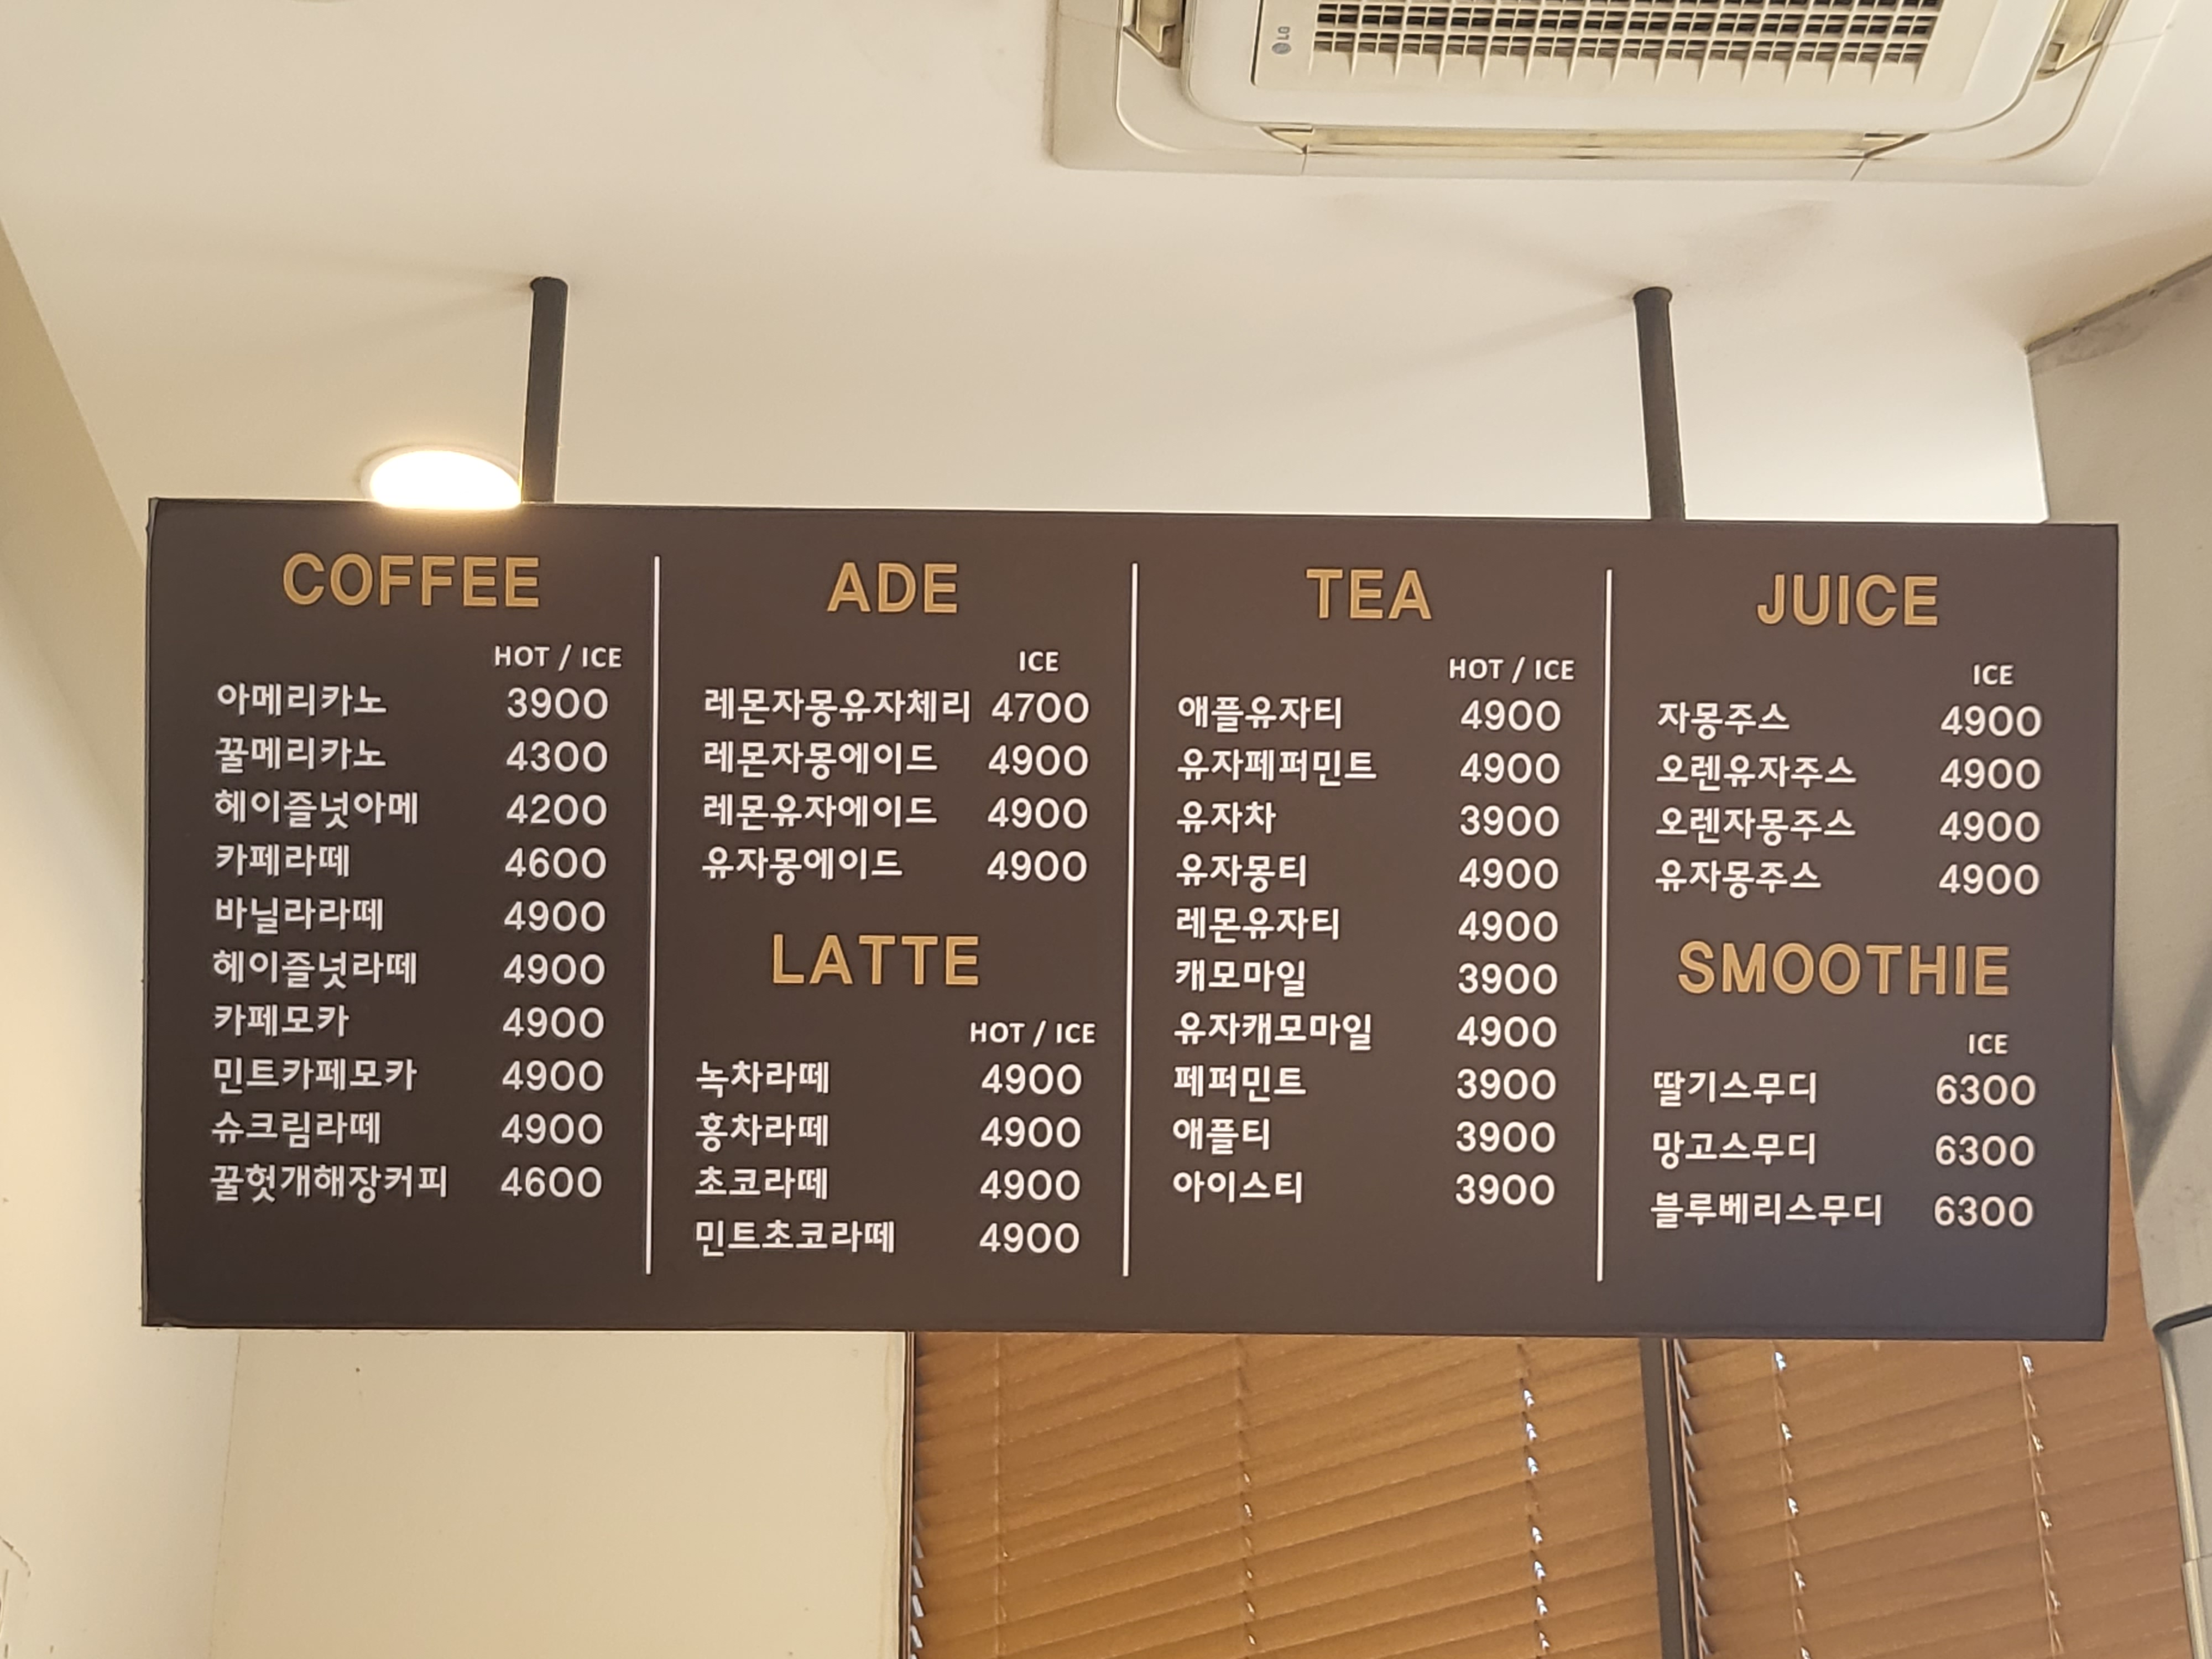 LG
COFFEE
HOT / ICE
아메리카노 3900
꿀메리카노 4300
헤이즐넛아메 4200
카페라떼 4600
바닐라라떼 4900
헤이즐넛라떼 4900
카페모카 4900
민트카페모카 4900
슈크림라떼 4900
꿀헛개해장커피 4600
ADE
ICE
레몬자몽유자체리 4700
레몬자몽에이드 4900
레몬유자에이드 4900
유자몽에이드 4900
LATTE
HOT / ICE
녹차라떼 4900
홍차라떼 4900
초코라떼 4900
민트초코라떼 4900
TEA
HOT / ICE
애플유자티 4900
유자페퍼민트 4900
유자차 3900
유자몽티 4900
레몬유자티 4900
캐모마일 3900
유자캐모마일 4900
페퍼민트 3900
애플티 3900
아이스티 3900
JUICE
ICE
자몽주스 4900
오렌유자주스 4900
오렌자몽주스 4900
유자몽주스 4900
SMOOTHIE
ICE
딸기스무디 6300
망고스무디 6300
블루베리스무디 6300